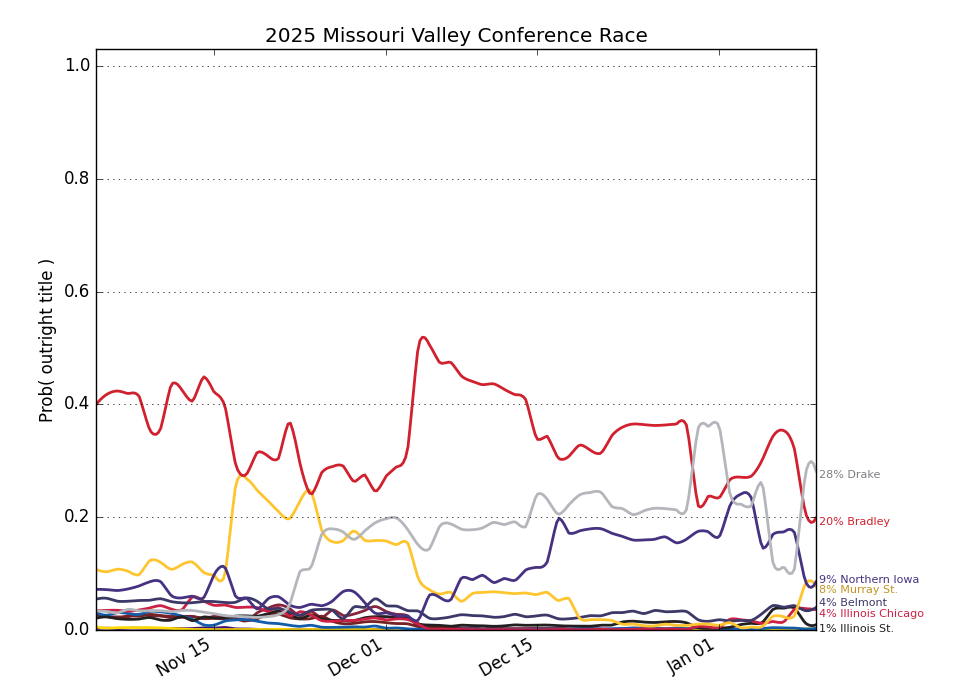 2025 Missouri Valley Conference Race
Prob( outright title )
1.0
0.8
0.6
0.4
0.2
0.0
Nov 15
Dec 01
Dec 15
Jan 01
28% Drake
20% Bradley
9% Northern Iowa
8% Murray St.
4% Belmont
4% Illinois Chicago
1% Illinois St.